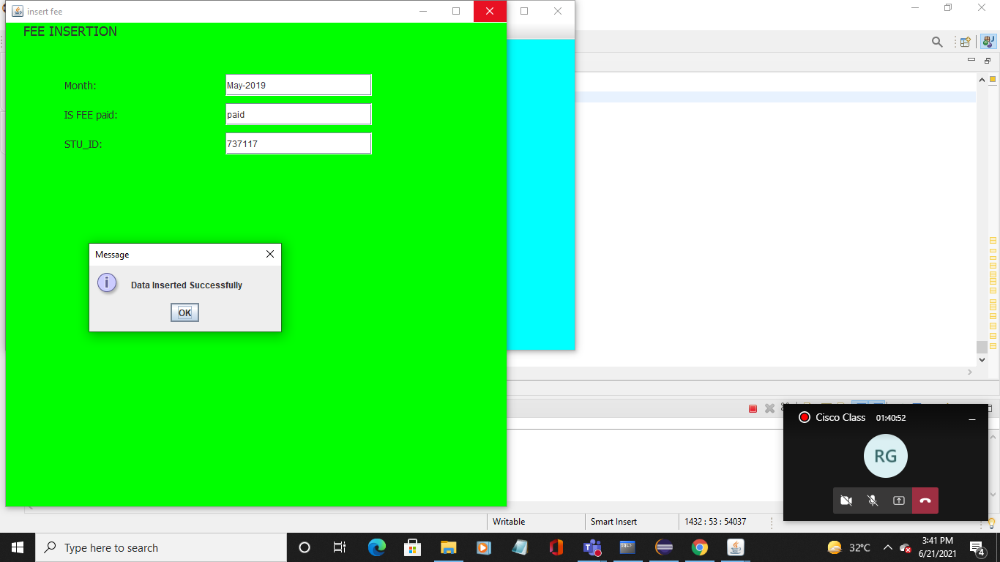 insert fee
FEE INSERTION
Month:
May-2019
IS FEE paid:
paid
STU_ID:
737117
Message
i
Data Inserted Successfully
OK
Cisco Class
01:40:52
RG
Writable
Smart Insert
1432 : 53 : 54037
Type here to search
SQL>
32°C
3:41 PM
6/21/2021
4